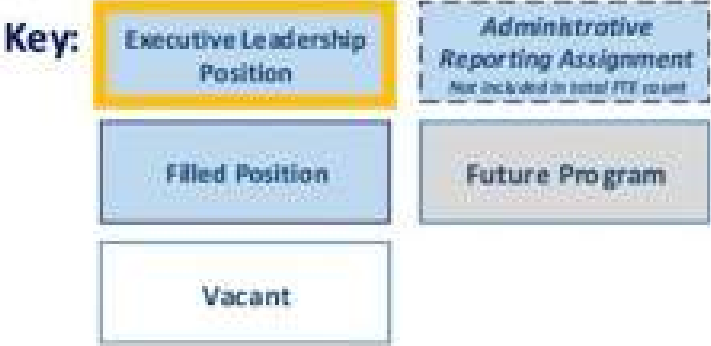 Key:
Executive Leadership
Position
Administrative
Reporting Assignment
Not included in total FTE count
Filled Position
Future Program
Vacant